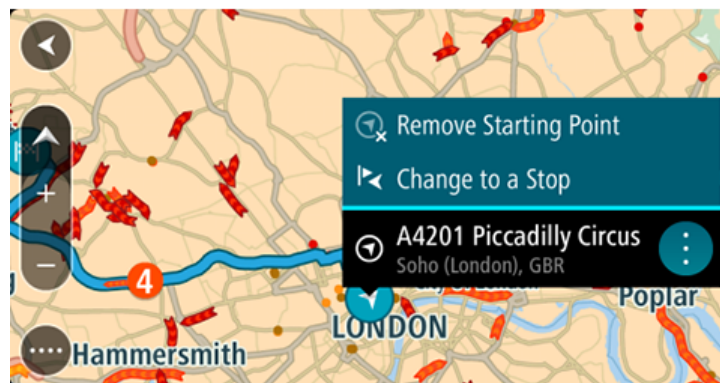 Remove Starting Point
Change to a Stop
A4201 Piccadilly Circus
Soho (London), GBR
4
Poplar
LONDON
Hammersmith